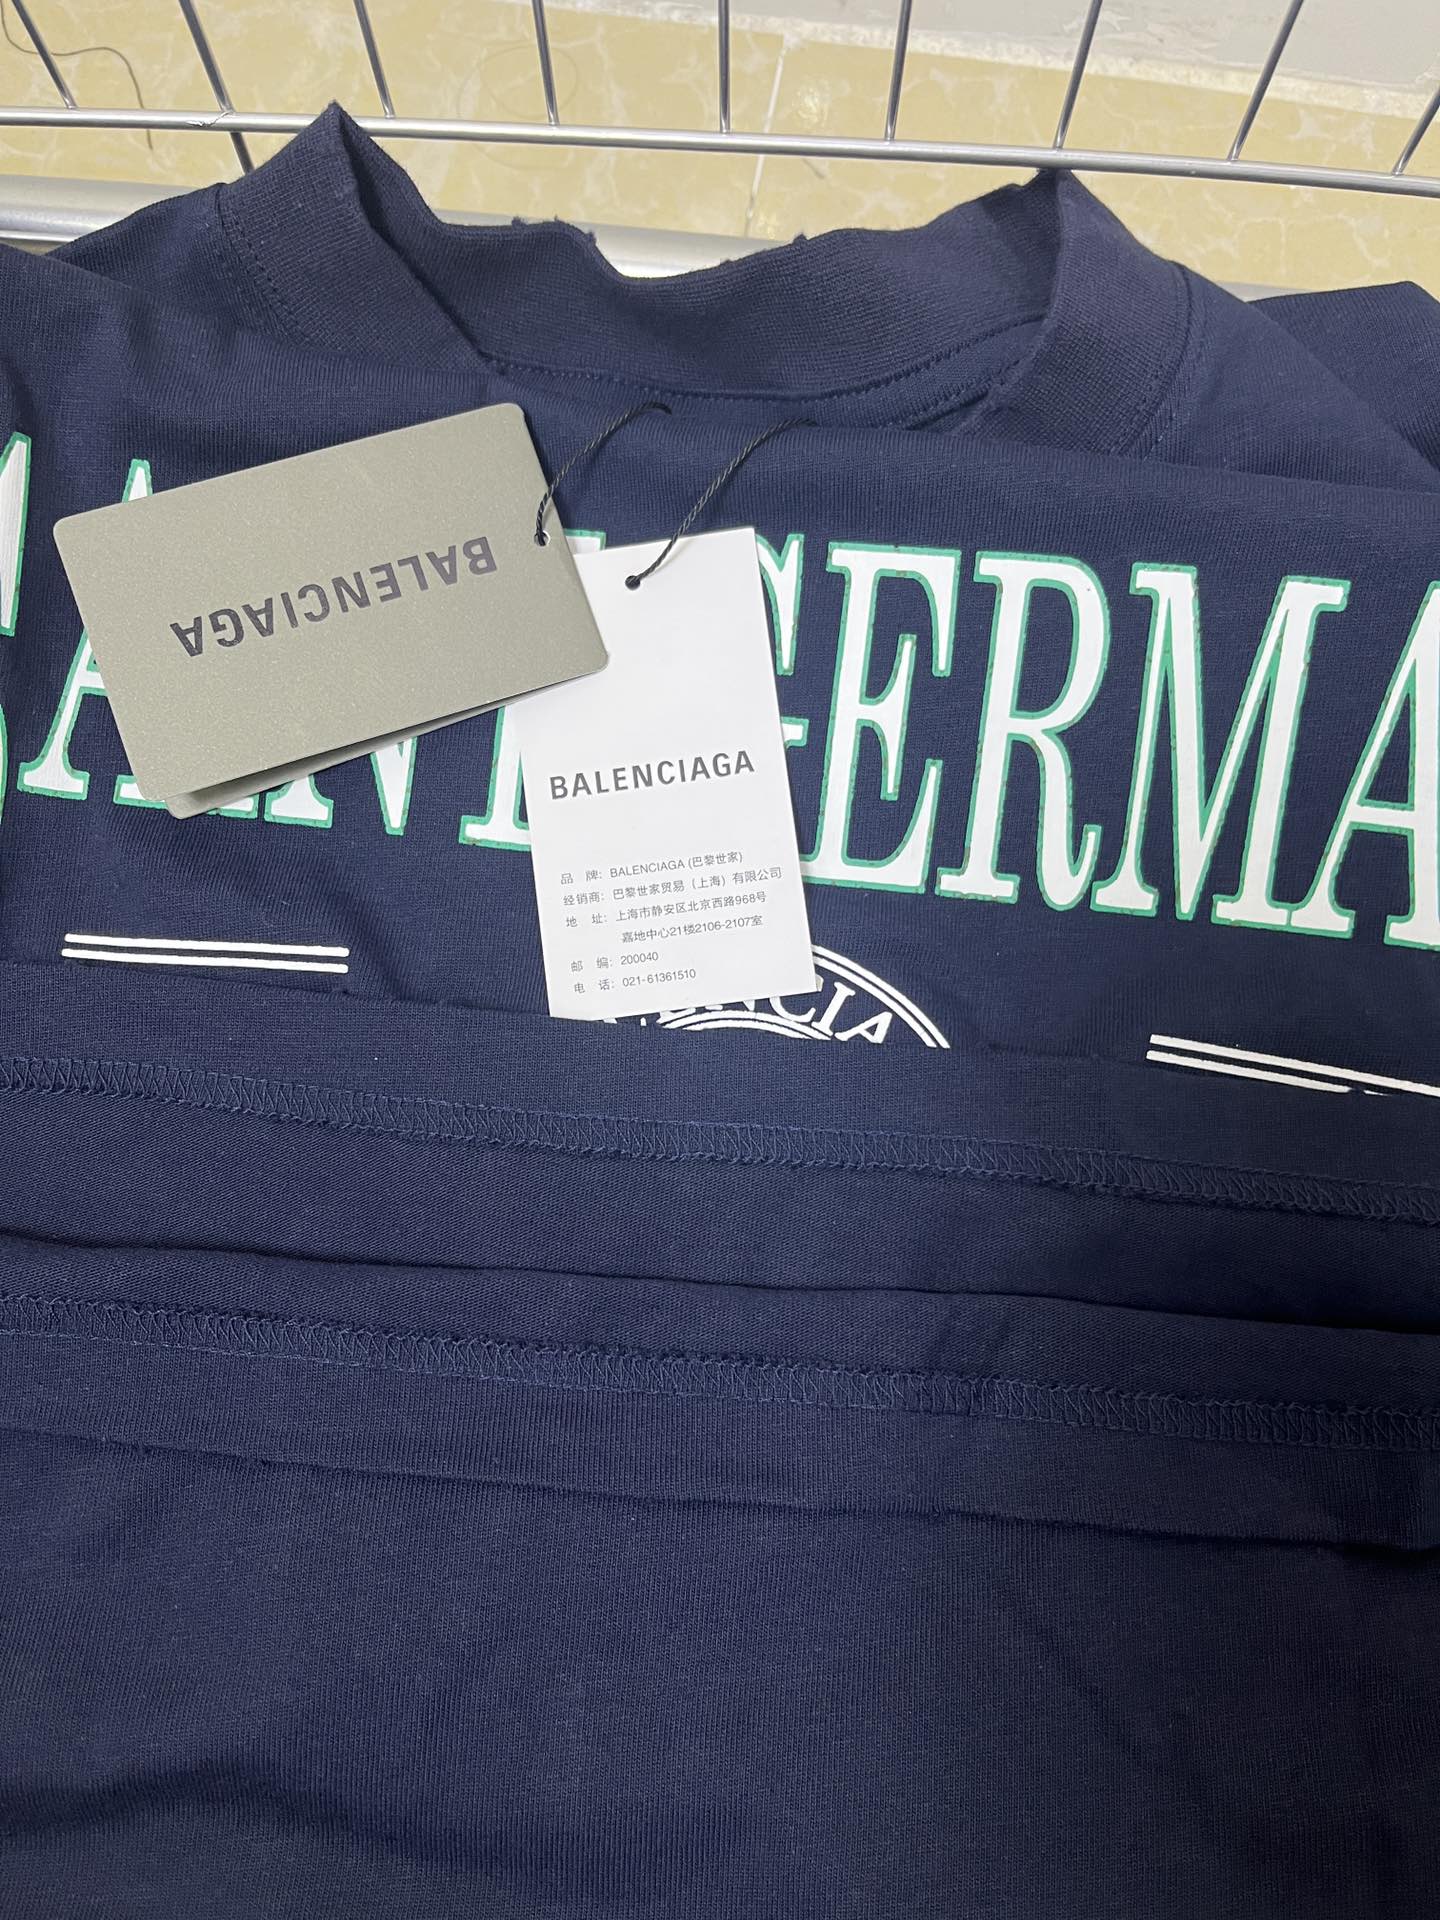 BALENCIAGA
SAINT GERMA
BALENCIAGA
品 牌: BALENCIAGA (巴黎世家)
经销商: 巴黎世家贸易 (上海) 有限公司
地 址: 上海市静安区北京西路968号
嘉地中心21楼2106-2107室
邮 编: 200040
电 话: 021-61361510
ENCIA